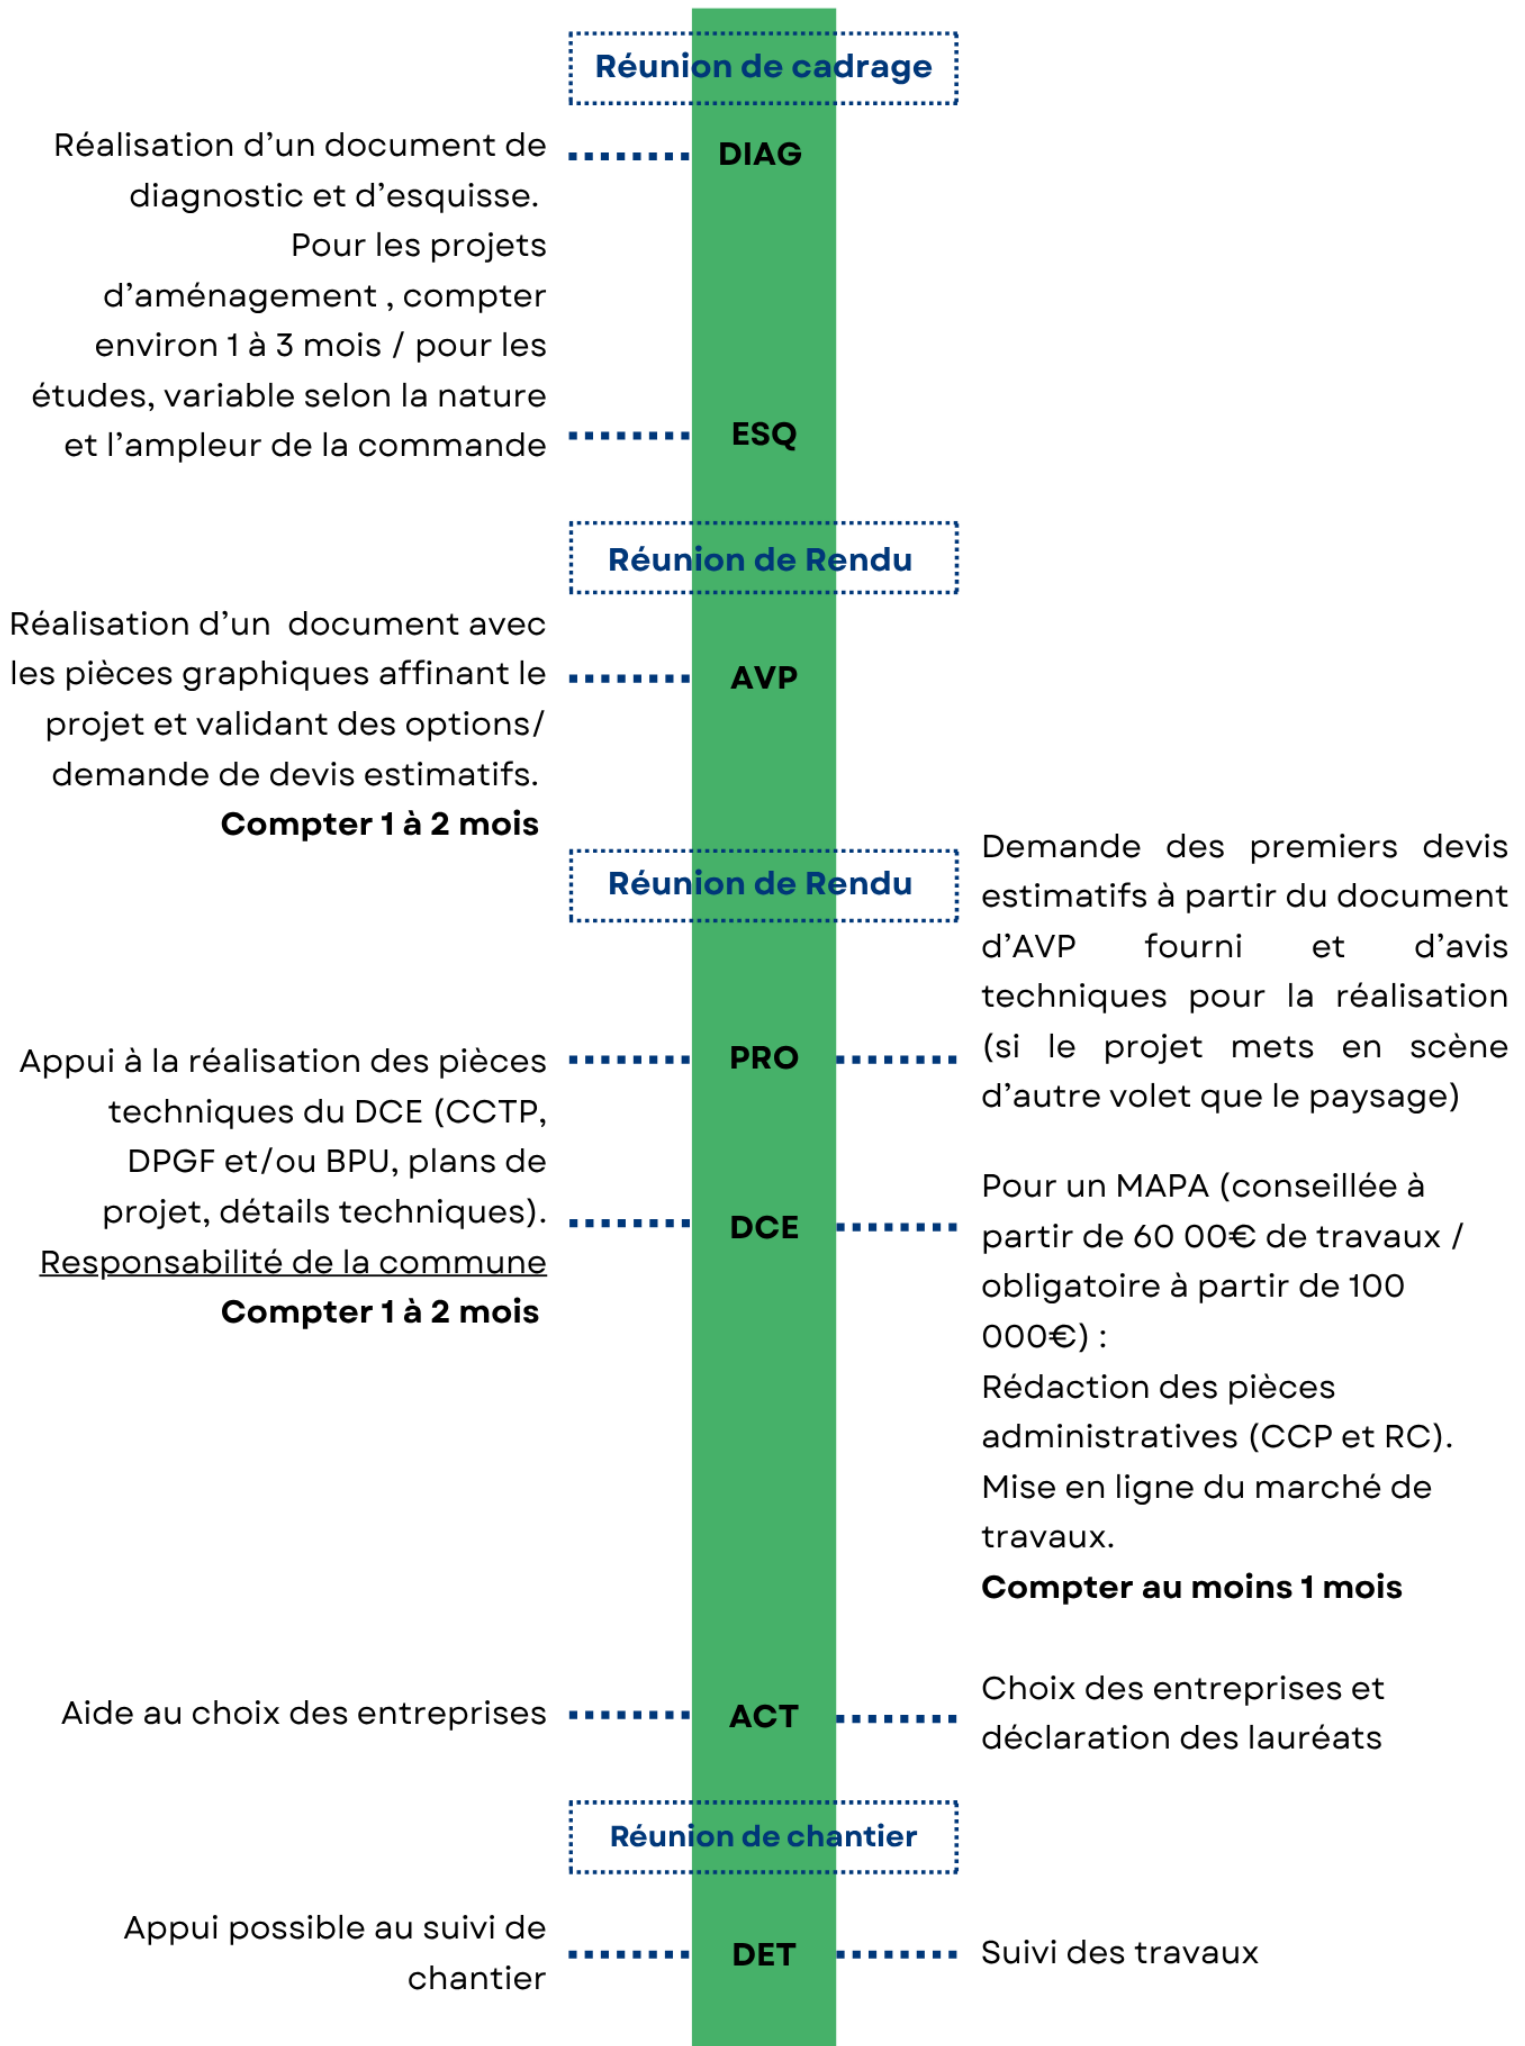 Réunion de cadrage
DIAG
Réalisation d’un document de
diagnostic et d’esquisse.
Pour les projets
d’aménagement , compter
environ 1 à 3 mois / pour les
études, variable selon la nature
et l’ampleur de la commande
ESQ
Réunion de Rendu
Réalisation d’un  document avec
les pièces graphiques affinant le
projet et validant des options/
demande de devis estimatifs.
Compter 1 à 2 mois
AVP
Réunion de Rendu
Demande des premiers devis
estimatifs à partir du document
d’AVP fourni et d’avis
techniques pour la réalisation
(si le projet mets en scène
d’autre volet que le paysage)
PRO
Appui à la réalisation des pièces
techniques du DCE (CCTP,
DPGF et/ou BPU, plans de
projet, détails techniques).
Responsabilité de la commune
Compter 1 à 2 mois
DCE
Pour un MAPA (conseillée à
partir de 60 00€ de travaux /
obligatoire à partir de 100
000€) :
Rédaction des pièces
administratives (CCP et RC).
Mise en ligne du marché de
travaux.
Compter au moins 1 mois
Aide au choix des entreprises
ACT
Choix des entreprises et
déclaration des lauréats
Réunion de chantier
Appui possible au suivi de
chantier
DET
Suivi des travaux